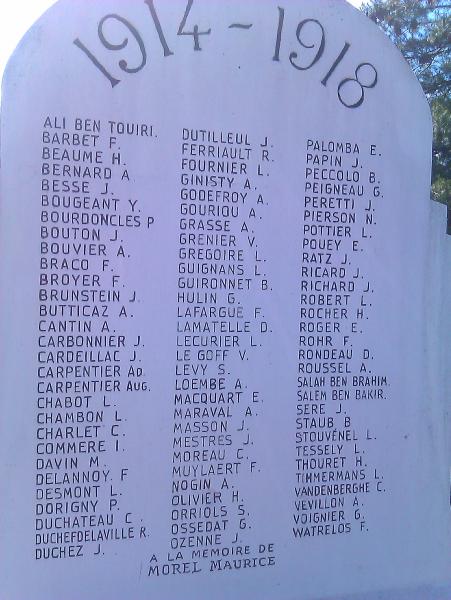 1914-1918
ALI BEN TOUIRI.
BARBET F.
BEAUME H.
BERNARD A.
BESSE J.
BOUGEANT Y.
BOURDONCLES P
BOUTON J.
BOUVIER A.
BRACO F.
BROYER F.
BRUNSTEIN J.
BUTTICAZ A.
CANTIN A.
CARBONNIER J.
CARDEILLAC J.
CARPENTIER AD.
CARPENTIER AUG.
CHABOT L.
CHAMBON L.
CHARLET C.
COMMERE I.
DAVIN M.
DELANNOY. F
DESMONT L.
DORIGNY P.
DUCHATEAU C.
DUCHEFDELAVILLE R.
DUCHEZ J.
DUTILLEUL J.
FERRIAULT R.
FOURNIER L.
GINISTY A.
GODEFROY A.
GOURIOU A.
GRASSE A.
GRENIER V.
GREGOIRE L.
GUIGNANS L.
GUIRONNET B.
HULIN G.
LAFARGUE F.
LAMATELLE D.
LECURIER L.
LE GOFF V.
LEVY S.
LOEMBE A.
MACQUART E.
MARAVAL A.
MASSON J.
MESTRES J.
MOREAU C.
MUYLAERT F.
NOGIN A.
OLIVIER H.
ORRIOLS S.
OSSEDAT G.
OZENNE J.
PALOMBA E.
PAPIN J.
PECCOLO B.
PEIGNEAU G.
PERETTI J.
PIERSON N.
POTTIER L.
POUEY E.
RATZ J.
RICARD J.
RICHARD J.
ROBERT L.
ROCHER H.
ROGER E.
ROHR F.
RONDEAU D.
ROUSSEL A.
SALAH BEN BRAHIM.
SALEM BEN BAKIR.
SERE J.
STAUB B
STOUVÉNEL L.
TESSELY L.
THOURET H.
TIMMERMANS L.
VANDENBERGHE C.
VEVILLON A.
VOIGNIER G.
WATRELOS F.
A LA MEMOIRE DE
MOREL MAURICE